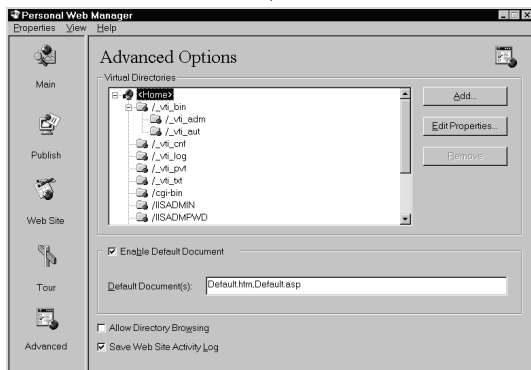 Personal Web Manager
Properties View Help
Main
Publish
Web Site
Tour
Advanced
Advanced Options
Virtual Directories
<Home>
/_vti_bin
/_vti_adm
/_vti_aut
/_vti_cnf
/_vti_log
/_vti_pvt
/_vti_txt
/cgi-bin
/IISADMIN
/IISADMPWD
Add...
Edit Properties...
Remove
Enable Default Document
Default Document(s): Default.htm,Default.asp
Allow Directory Browsing
Save Web Site Activity Log